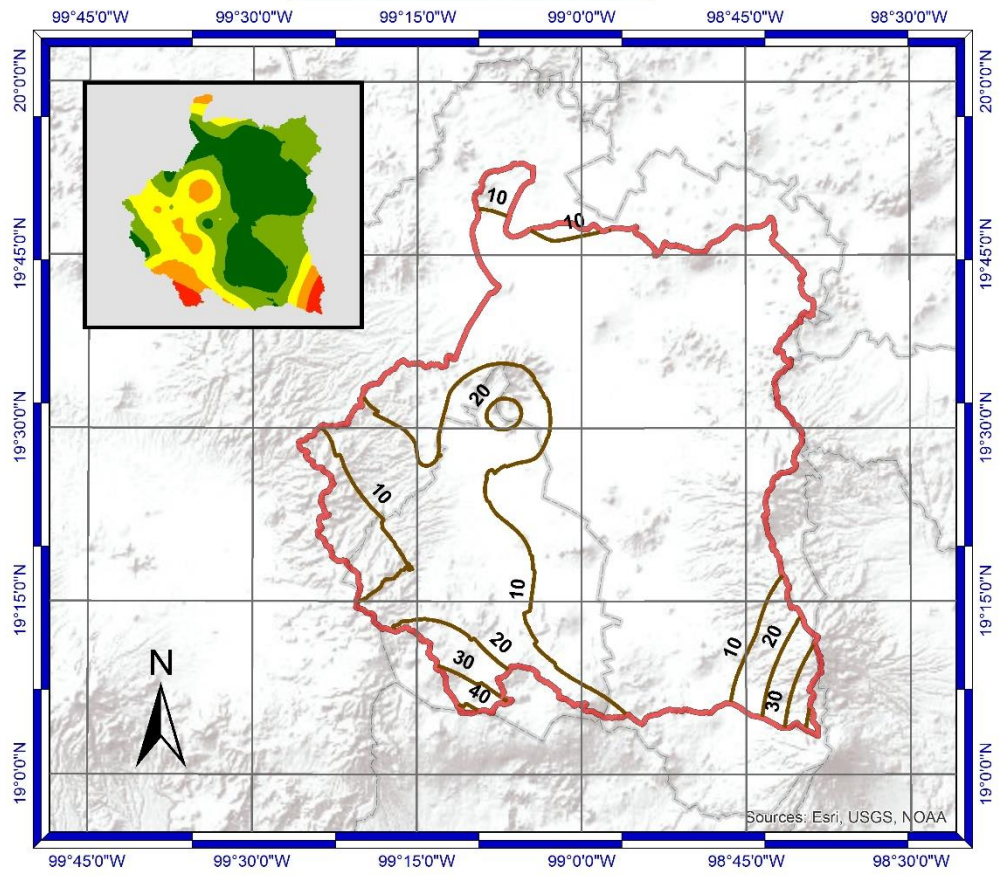 99°45'0"W 99°30'0"W 99°15'0"W 99°0'0"W 98°45'0"W 98°30'0"W
20°0'0"N 20°0'0"N
10
10
19°45'0"N 19°45'0"N
20
19°30'0"N 19°30'0"N
10
10
19°15'0"N 19°15'0"N
20
10
20
30
N
40
30
19°0'0"N 19°0'0"N
Sources: Esri, USGS, NOAA
99°45'0"W 99°30'0"W 99°15'0"W 99°0'0"W 98°45'0"W 98°30'0"W